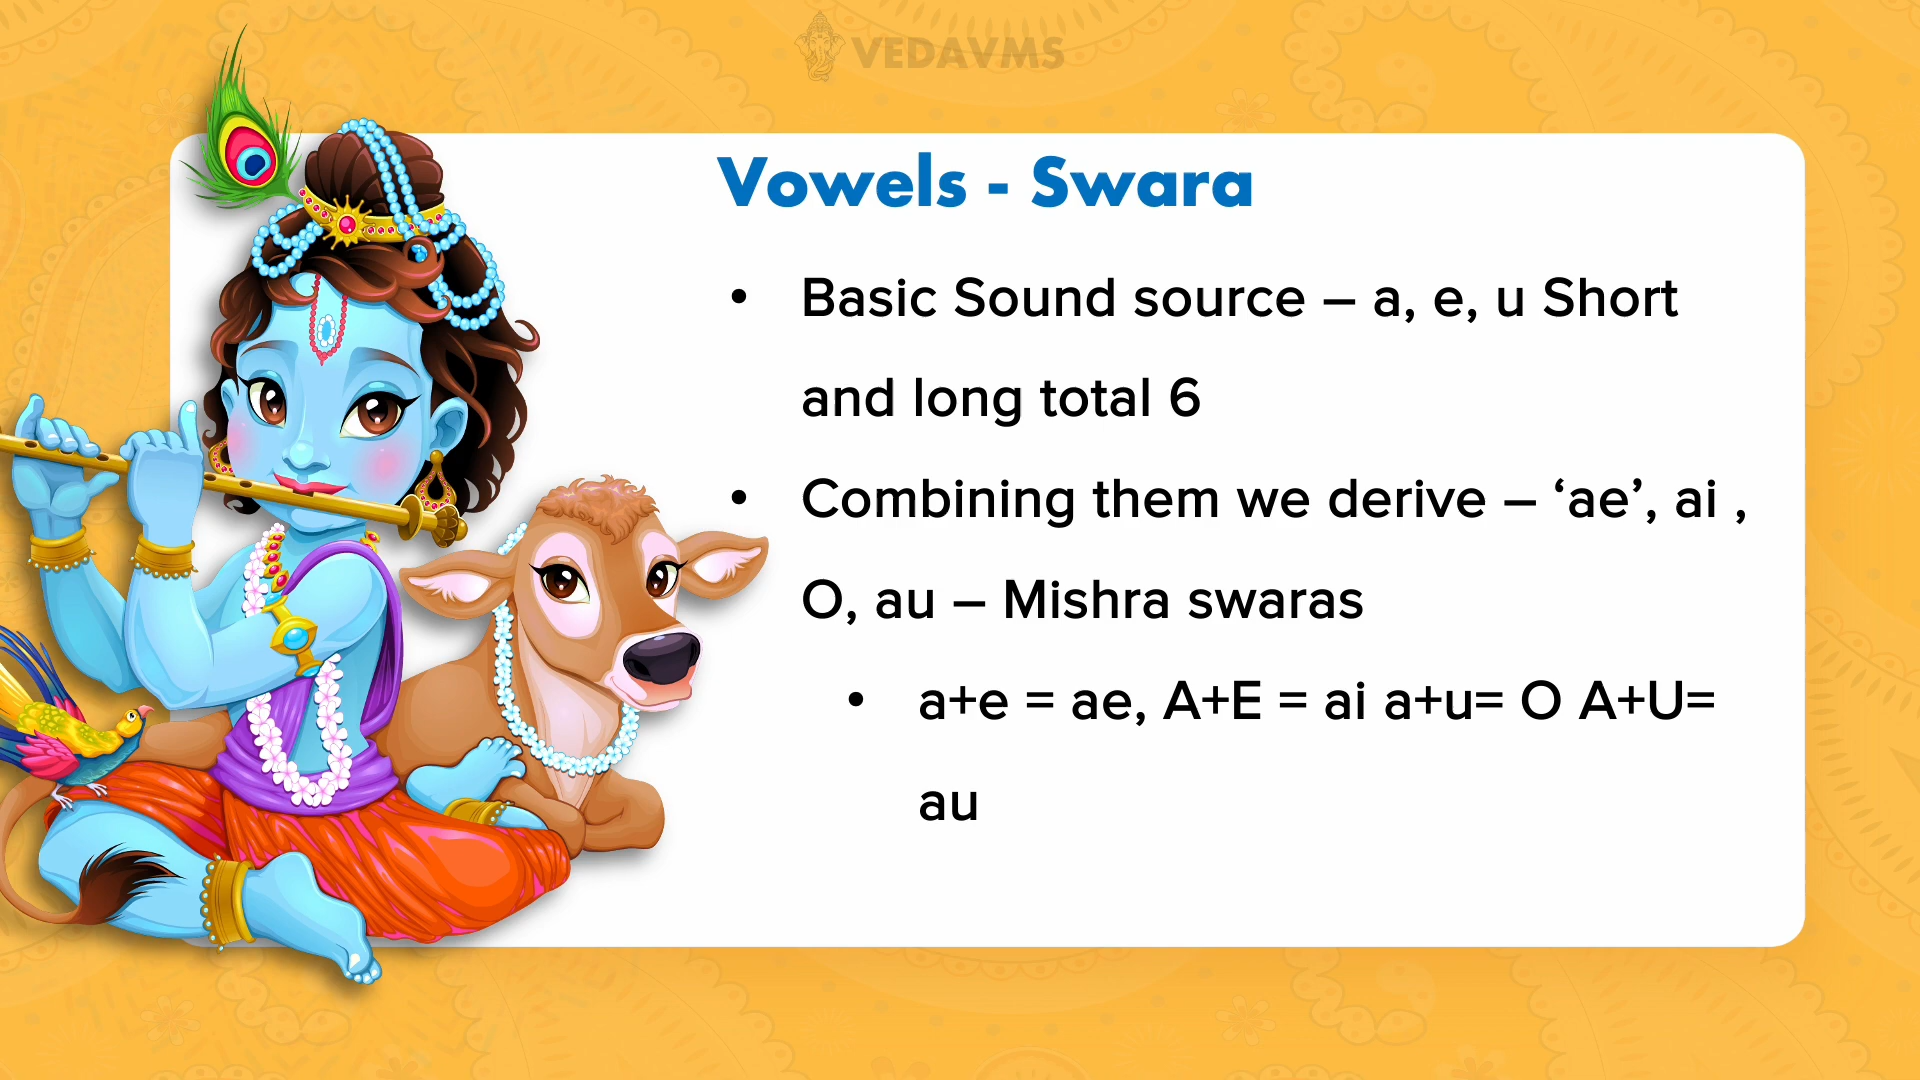 VEDAVMS
Vowels - Swara
• Basic Sound source – a, e, u Short
and long total 6
• Combining them we derive – ‘ae’, ai ,
O, au – Mishra swaras
• a+e = ae, A+E = ai a+u= O A+U=
au